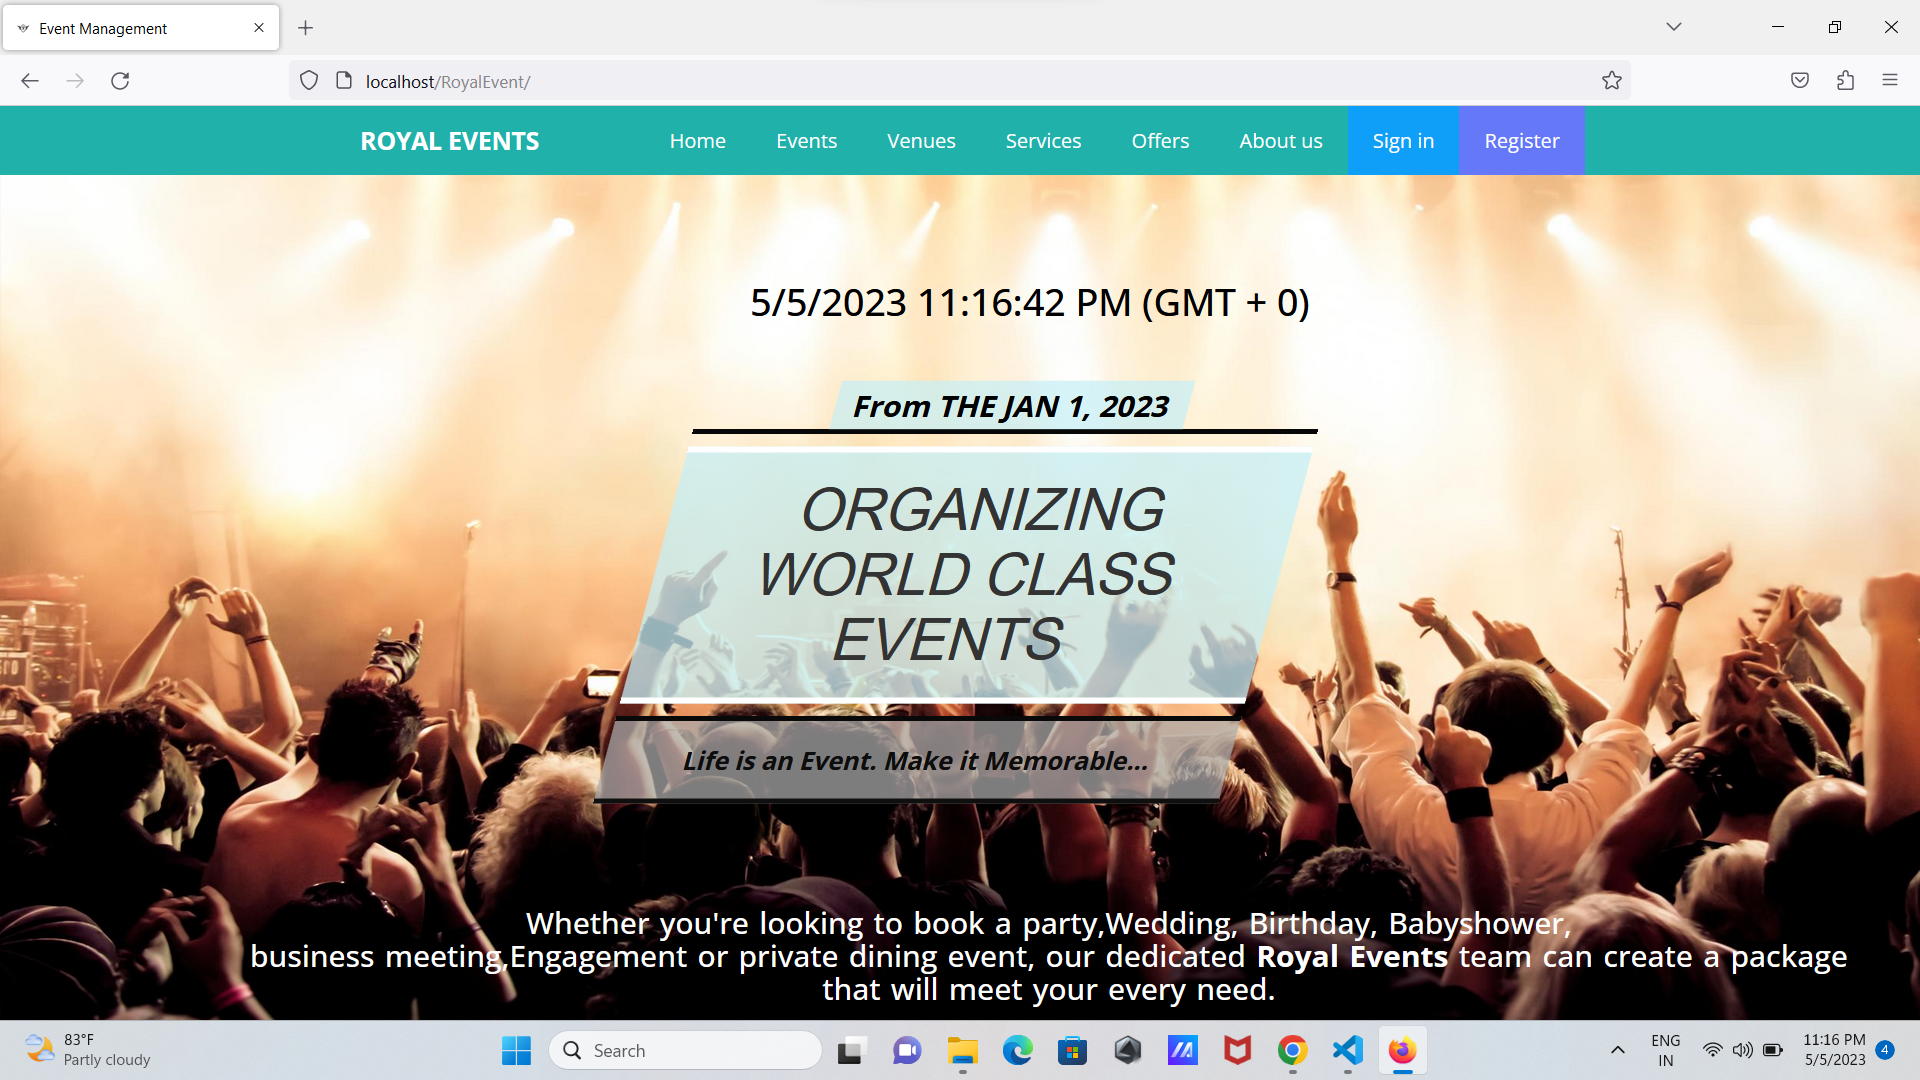 Event Management
localhost/RoyalEvent/
ROYAL EVENTS Home Events Venues Services Offers About us Sign in Register
5/5/2023 11:16:42 PM (GMT + 0)
From THE JAN 1, 2023
ORGANIZING
WORLD CLASS
EVENTS
Life is an Event. Make it Memorable...
Whether you're looking to book a party,Wedding, Birthday, Babyshower,
business meeting,Engagement or private dining event, our dedicated Royal Events team can create a package
that will meet your every need.
83°F
Partly cloudy
Search
ENG
IN
11:16 PM
5/5/2023
4